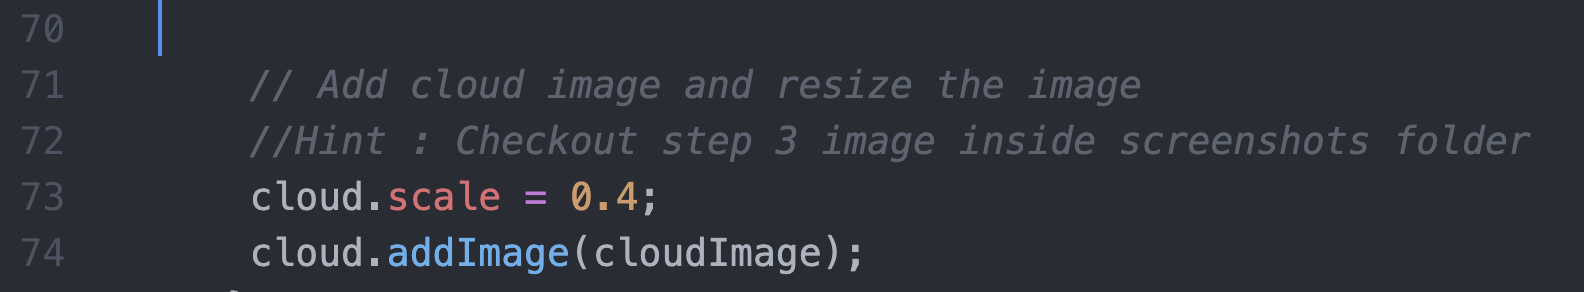 70
71 // Add cloud image and resize the image
72 //Hint : Checkout step 3 image inside screenshots folder
73 cloud.scale = 0.4;
74 cloud.addImage(cloudImage);